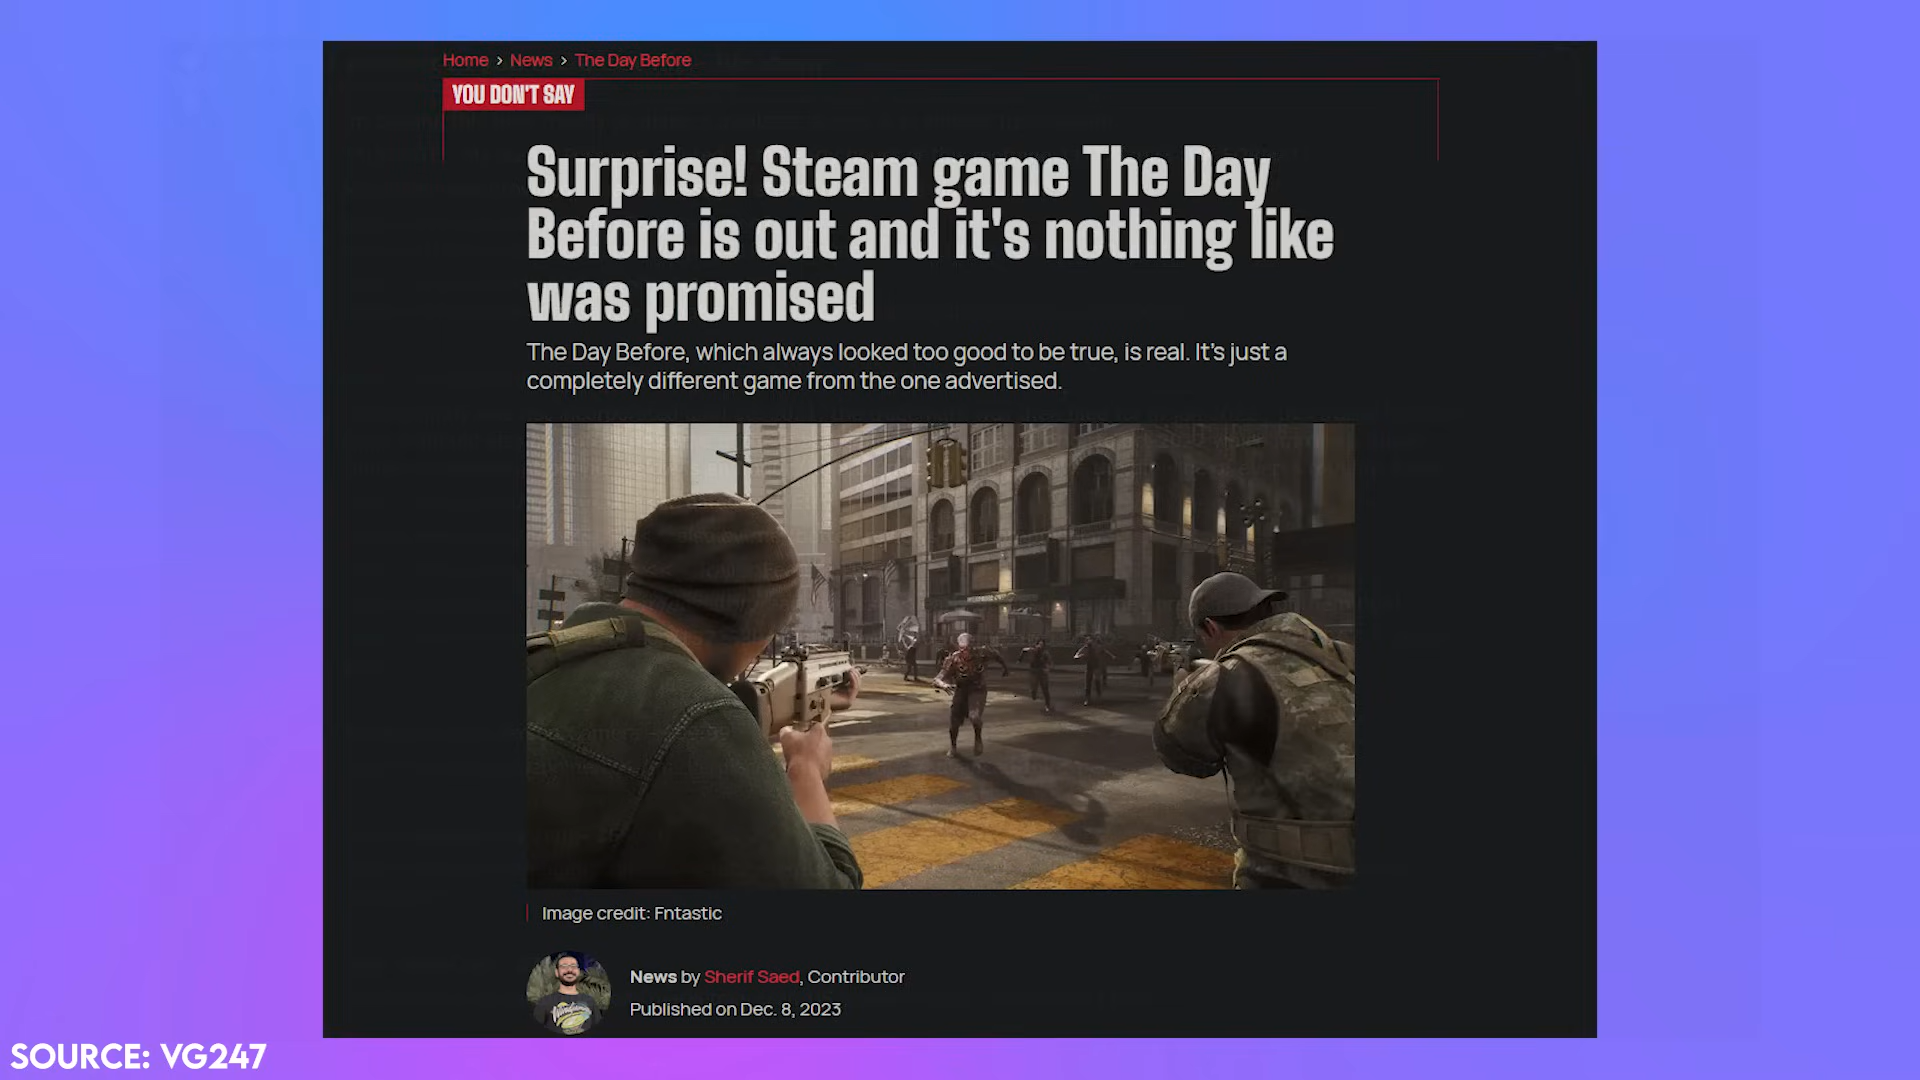 Home > News > The Day Before
YOU DON'T SAY
Surprise! Steam game The Day
Before is out and it's nothing like
was promised
The Day Before, which always looked too good to be true, is real. It's just a
completely different game from the one advertised.
Image credit: Fntastic
News by Sherif Saed, Contributor
Published on Dec. 8, 2023
SOURCE: VG247